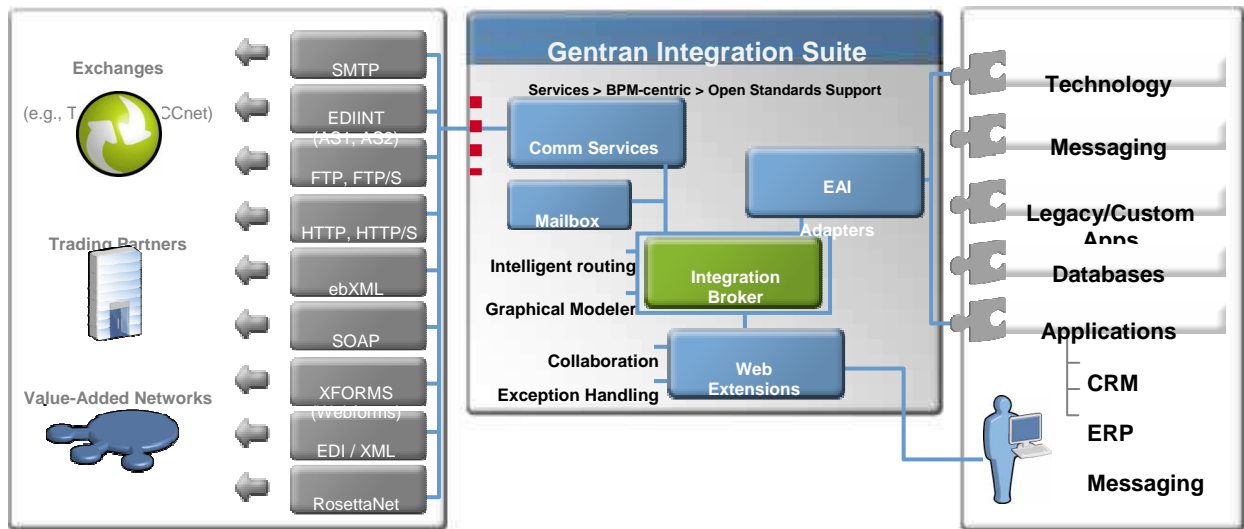 Exchanges
(e.g., T CCnet)
Trading Partners
Value-Added Networks
SMTP
EDIINT
(AS1, AS2)
FTP, FTP/S
HTTP, HTTP/S
ebXML
SOAP
XFORMS
(Webforms)
EDI / XML
RosettaNet
Gentran Integration Suite
Services > BPM-centric > Open Standards Support
Comm Services
Mailbox
EAI
Adapters
Intelligent routing
Graphical Modeler
Integration
Broker
Collaboration
Exception Handling
Web
Extensions
Technology
Messaging
Legacy/Custom
Apps
Databases
Applications
CRM
ERP
Messaging